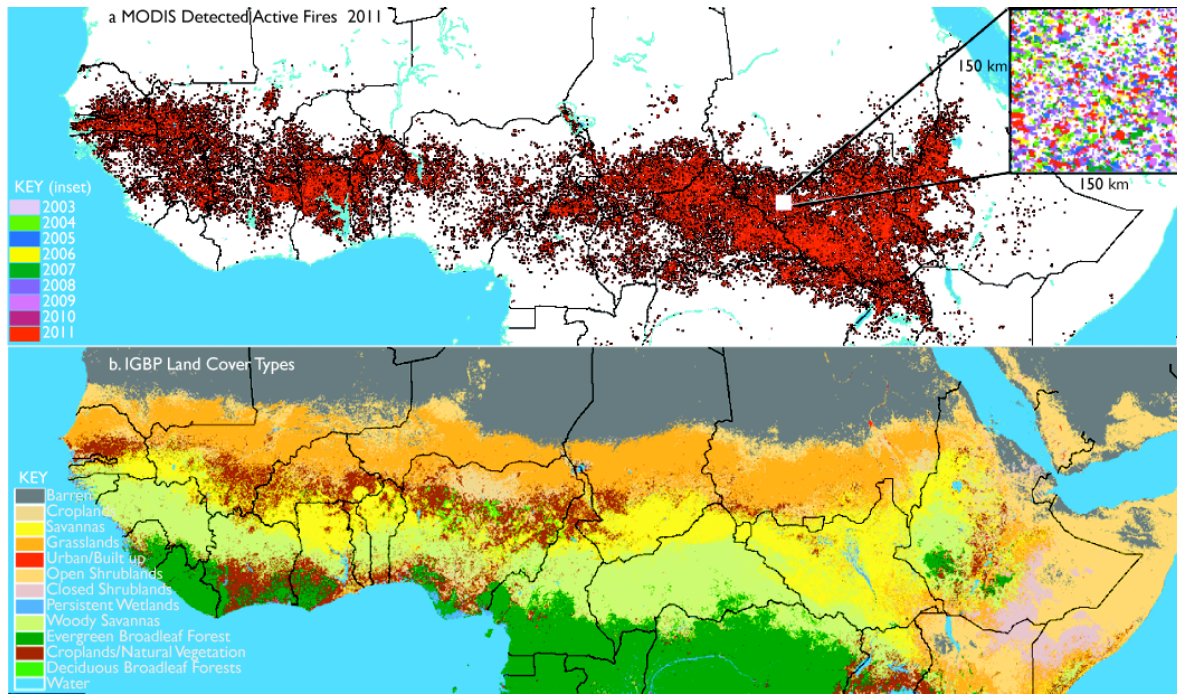 a MODIS Detected Active Fires 2011
150 km
150 km
KEY (inset)
2003
2004
2005
2006
2007
2008
2009
2010
2011
b. IGBP Land Cover Types
KEY
Barren
Croplands
Savannas
Grasslands
Urban/Built up
Open Shrublands
Closed Shrublands
Persistent Wetlands
Woody Savannas
Evergreen Broadleaf Forest
Croplands/Natural Vegetation
Deciduous Broadleaf Forests
Water